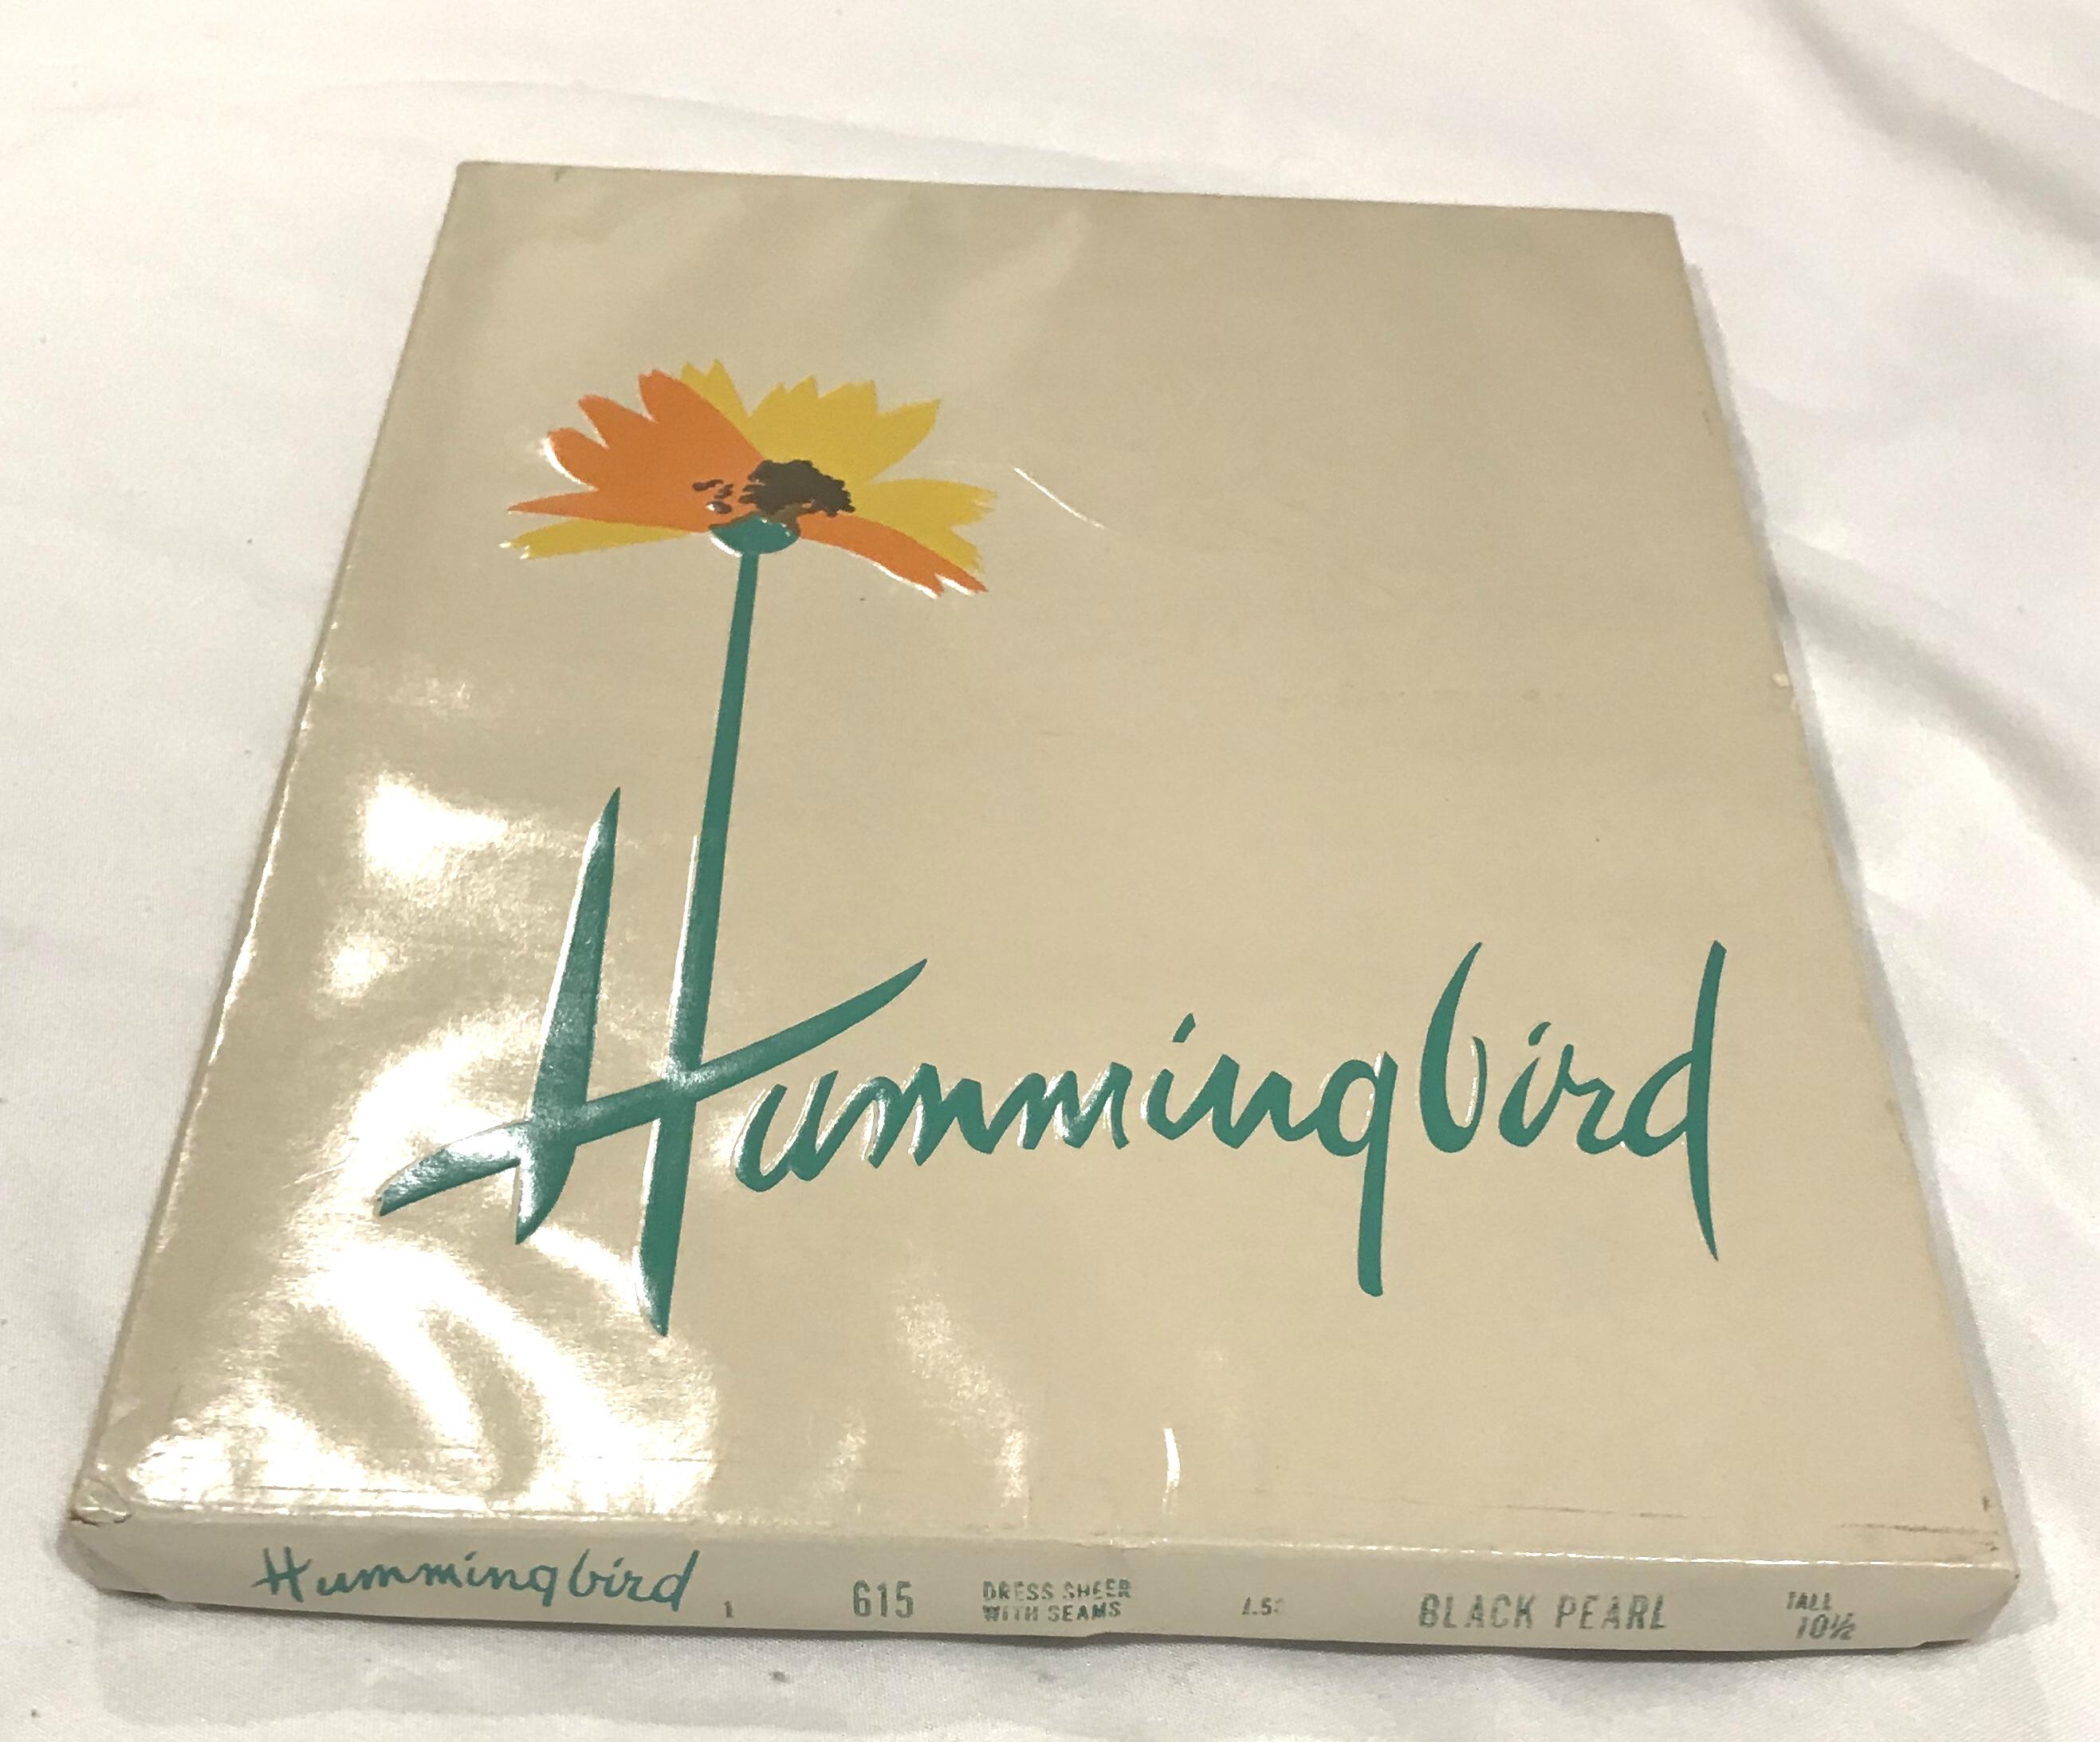 Hummingbird
Hummingbird 1 615 DRESS SHEER WITH SEAMS BLACK PEARL TALL 10½